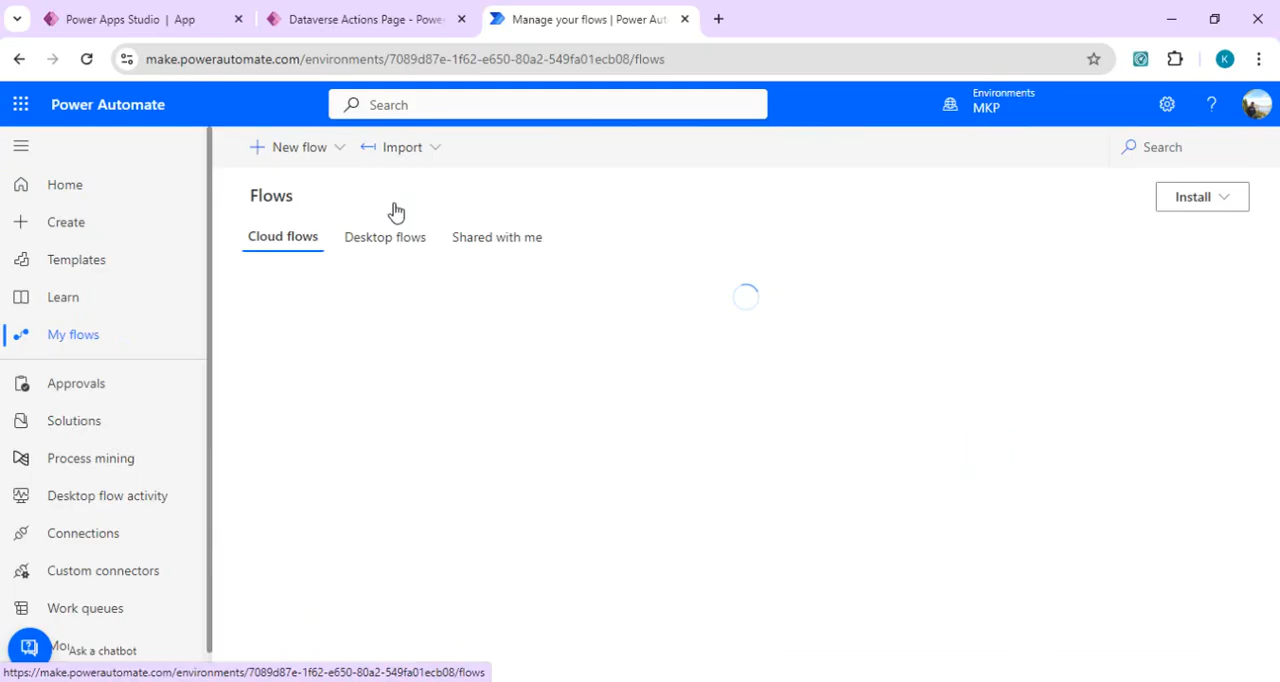 Power Apps Studio | App
Dataverse Actions Page - Powe
Manage your flows | Power Aut
make.powerautomate.com/environments/7089d87e-1f62-e650-80a2-549fa01ecb08/flows
K
Power Automate
Search
Environments
MKP
New flow
Import
Search
Home
Create
Templates
Learn
My flows
Approvals
Solutions
Process mining
Desktop flow activity
Connections
Custom connectors
Work queues
Mo
Ask a chatbot
Flows
Install
Cloud flows
Desktop flows
Shared with me
https://make.powerautomate.com/environments/7089d87e-1f62-e650-80a2-549fa01ecb08/flows